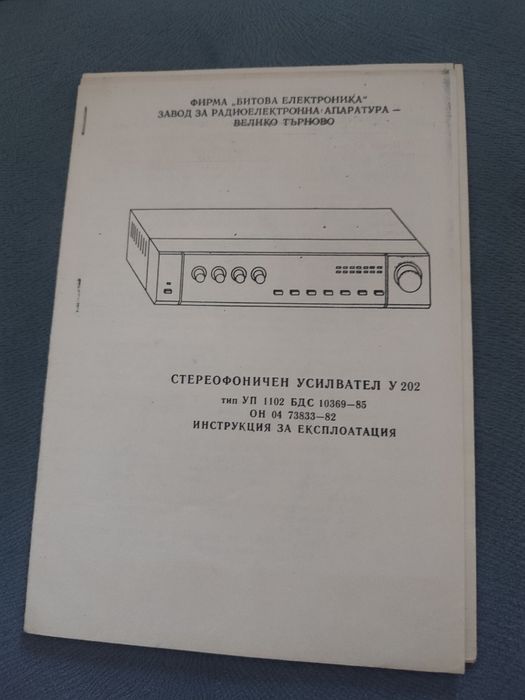 ФИРМА „БИТОВА ЕЛЕКТРОНИКА“
ЗАВОД ЗА РАДИОЕЛЕКТРОННА АПАРАТУРА —
ВЕЛИКО ТЪРНОВО
СТЕРЕОФОНИЧЕН УСИЛВАТЕЛ У 202
тип УП 1102 БДС 10369—85
ОН 04 73833—82
ИНСТРУКЦИЯ ЗА ЕКСПЛОАТАЦИЯ